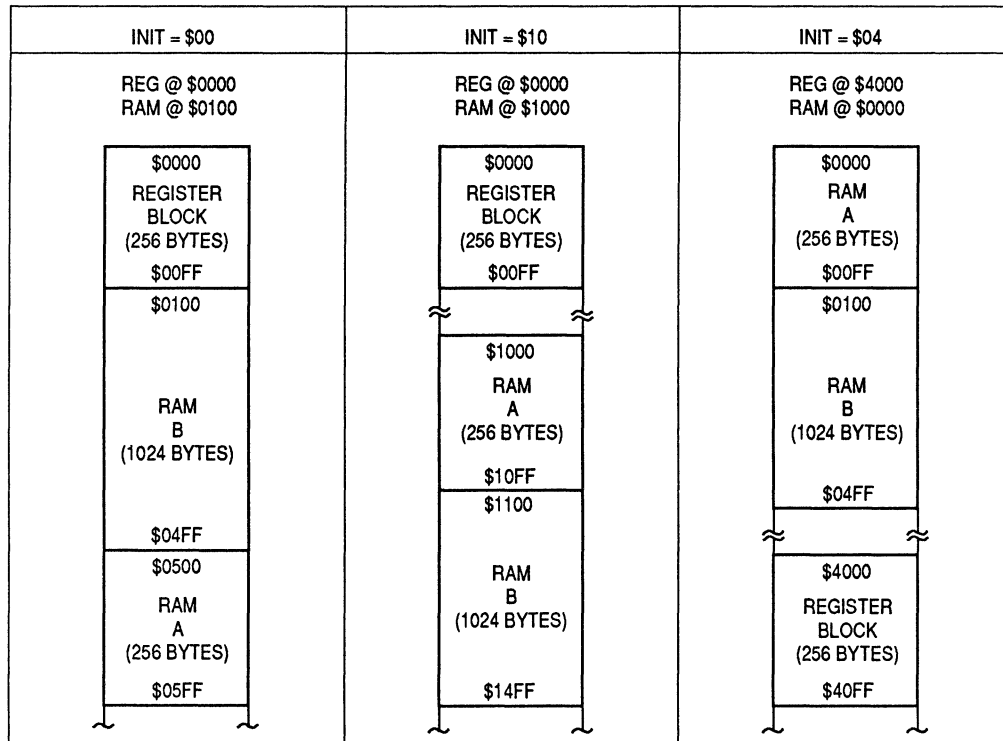 INIT = $00
REG @ $0000
RAM @ $0100
$0000
REGISTER
BLOCK
(256 BYTES)
$00FF
$0100
RAM
B
(1024 BYTES)
$04FF
$0500
RAM
A
(256 BYTES)
$05FF
INIT = $10
REG @ $0000
RAM @ $1000
$0000
REGISTER
BLOCK
(256 BYTES)
$00FF
$1000
RAM
A
(256 BYTES)
$10FF
$1100
RAM
B
(1024 BYTES)
$14FF
INIT = $04
REG @ $4000
RAM @ $0000
$0000
RAM
A
(256 BYTES)
$00FF
$0100
RAM
B
(1024 BYTES)
$04FF
$4000
REGISTER
BLOCK
(256 BYTES)
$40FF